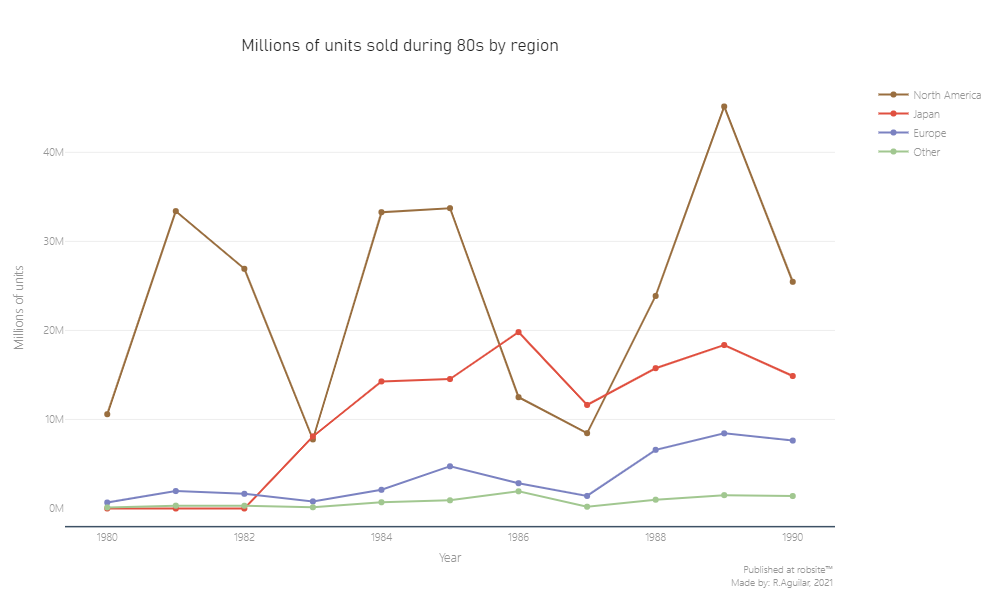 Millions of units sold during 80s by region
North America
Japan
Europe
Other
40M
30M
20M
10M
0M
Millions of units
1980 1982 1984 1986 1988 1990
Year
Published at robsite™
Made by: R.Aguilar, 2021